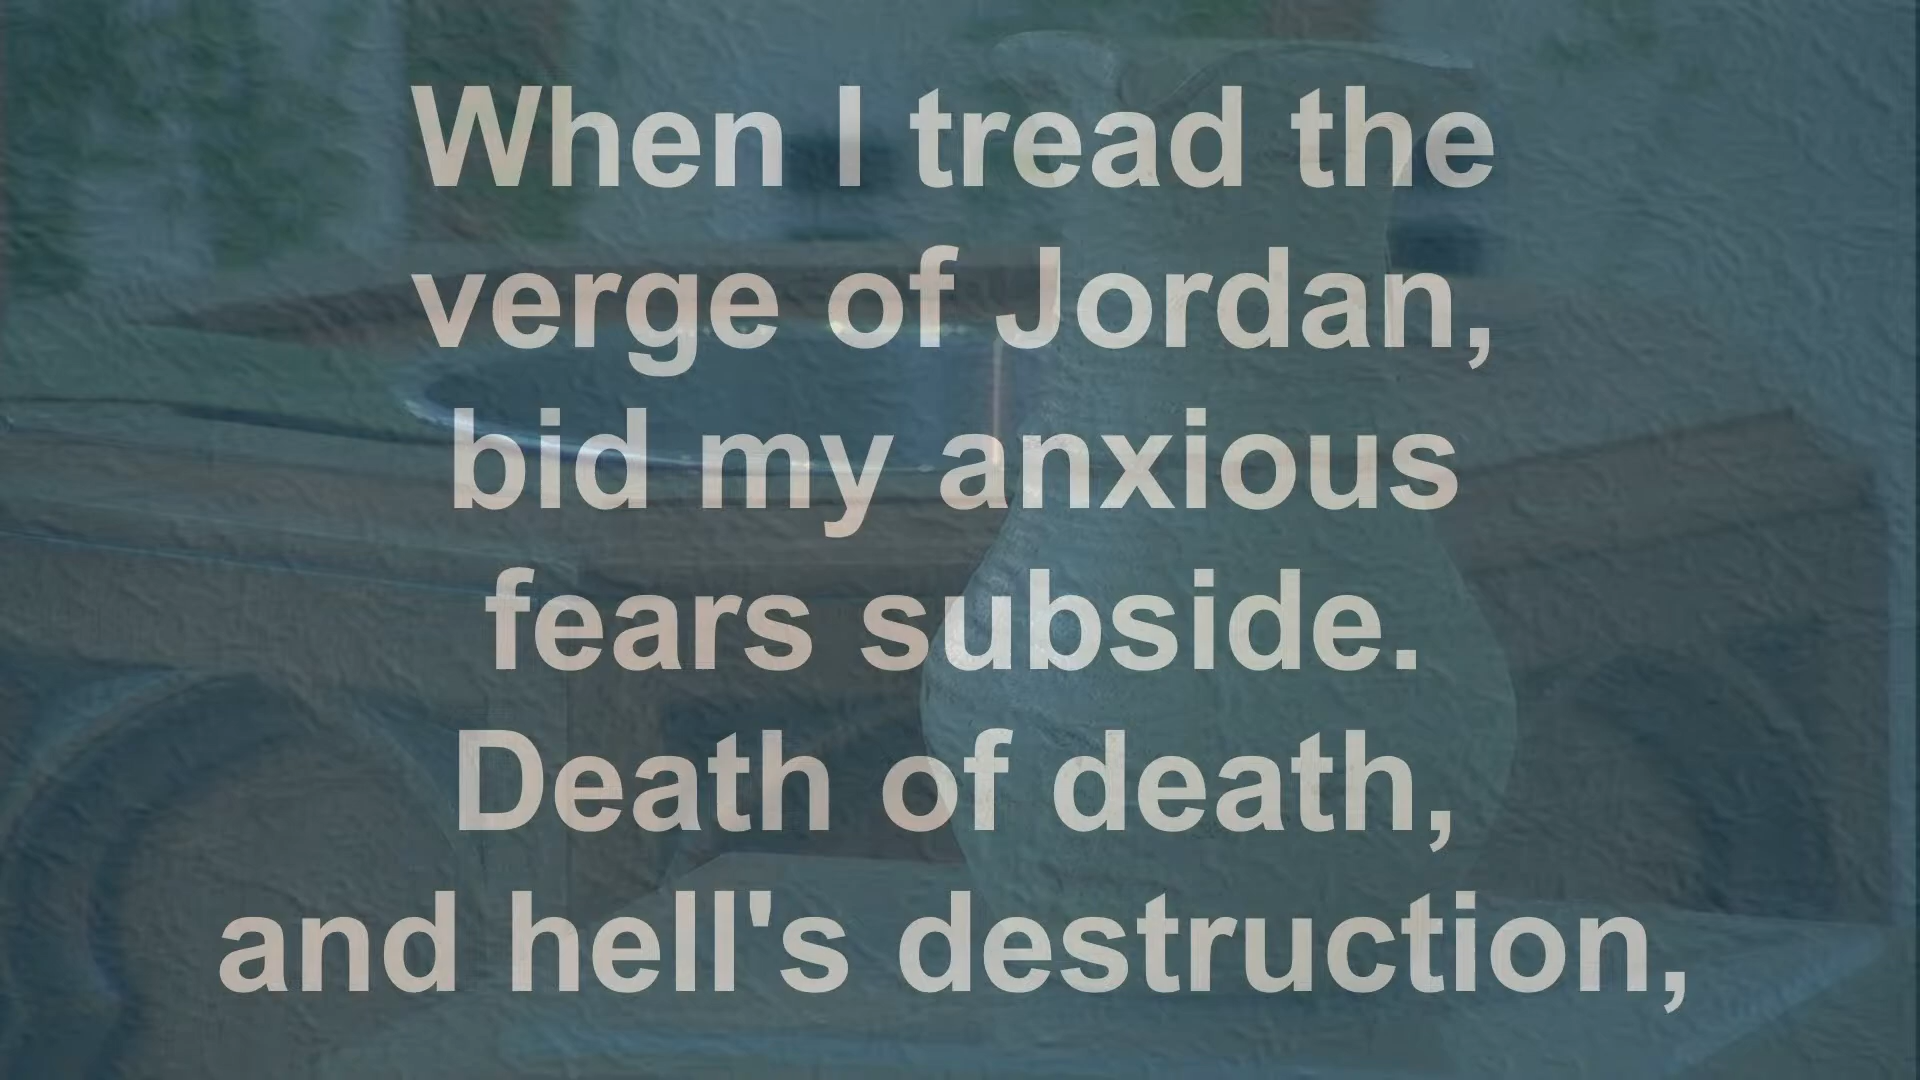 When I tread the
verge of Jordan,
bid my anxious
fears subside.
Death of death,
and hell's destruction,